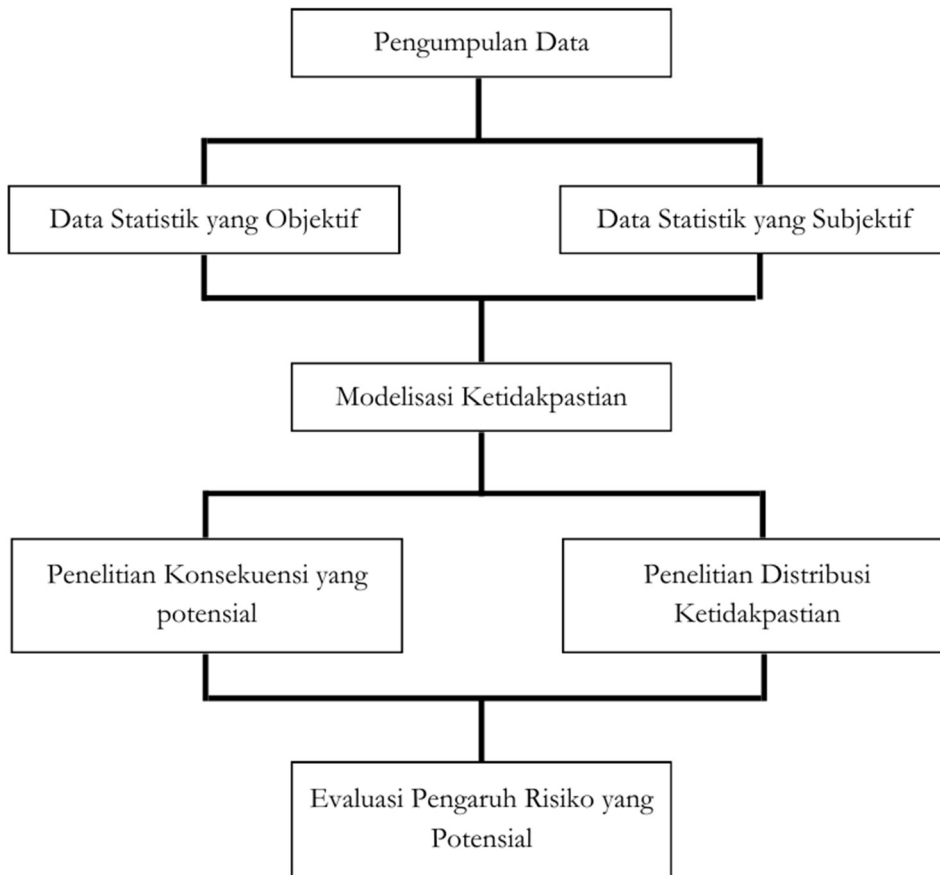 Pengumpulan Data
Data Statistik yang Objektif
Data Statistik yang Subjektif
Modelisasi Ketidakpastian
Penelitian Konsekuensi yang
potensial
Penelitian Distribusi
Ketidakpastian
Evaluasi Pengaruh Risiko yang
Potensial